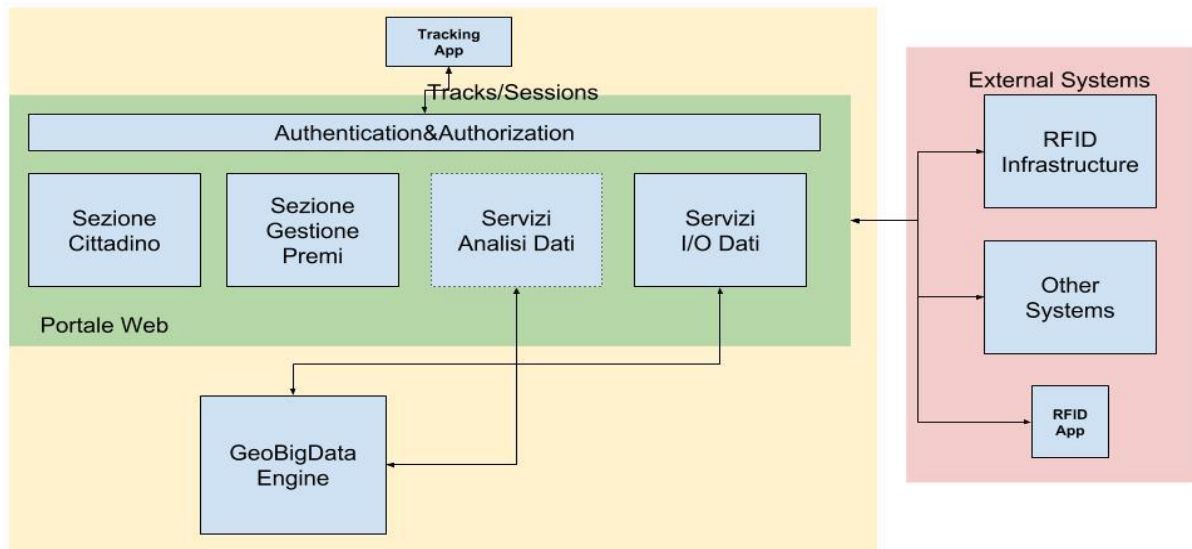 Tracking
App
Tracks/Sessions
Authentication&Authorization
Sezione
Cittadino
Sezione
Gestione
Premi
Servizi
Analisi Dati
Servizi
I/O Dati
Portale Web
GeoBigData
Engine
External Systems
RFID
Infrastructure
Other
Systems
RFID
App